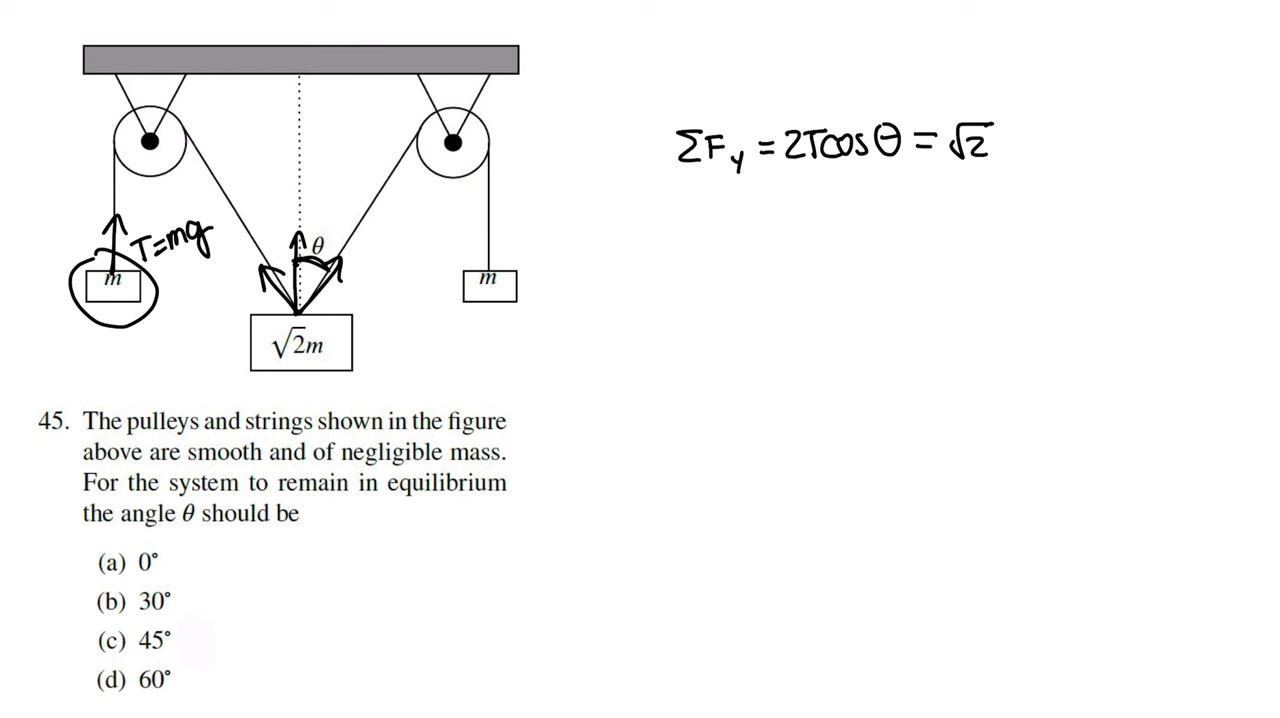 ΣF_y = 2Tcosθ = √2
T=mg
θ
m
m
√2m
45. The pulleys and strings shown in the figure
above are smooth and of negligible mass.
For the system to remain in equilibrium
the angle θ should be
(a) 0°
(b) 30°
(c) 45°
(d) 60°